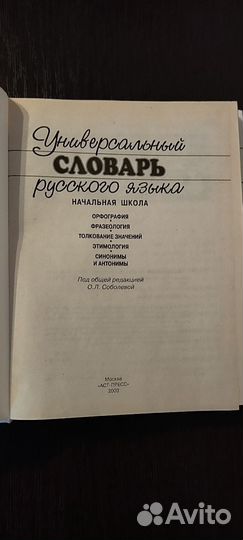 Универсальный
СЛОВАРЬ
русского языка
НАЧАЛЬНАЯ ШКОЛА
ОРФОГРАФИЯ
•
ФРАЗЕОЛОГИЯ
•
ТОЛКОВАНИЕ ЗНАЧЕНИЙ
•
ЭТИМОЛОГИЯ
•
СИНОНИМЫ
И АНТОНИМЫ
Под общей редакцией
О.Л. Соболевой
Москва
«АСТ-ПРЕСС»
2000
Avito